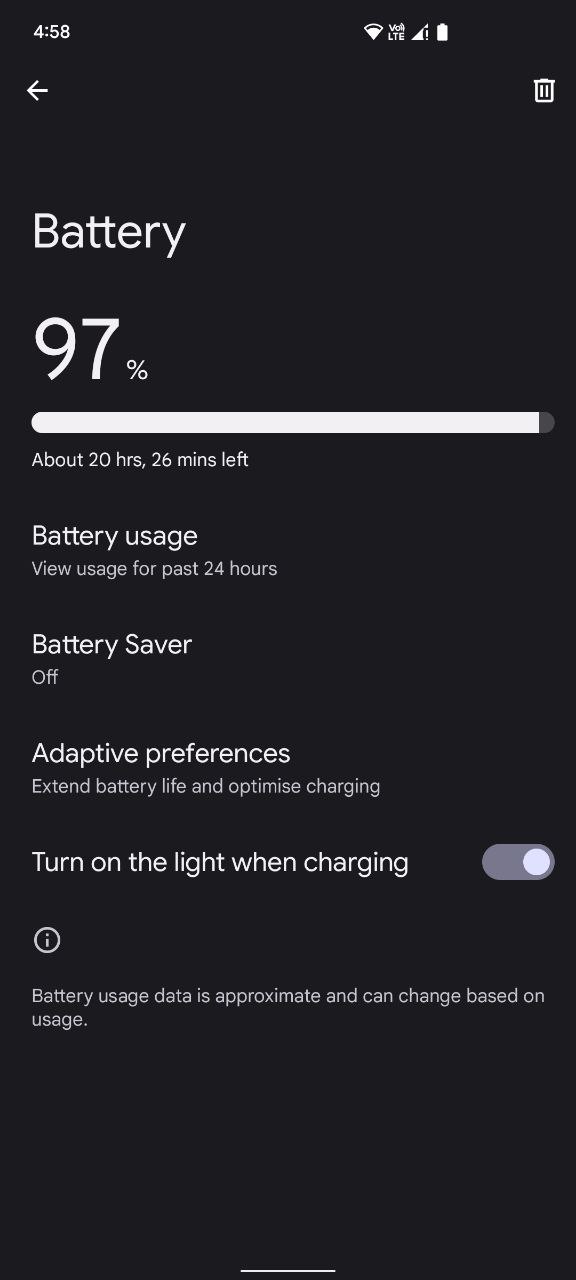 4:58
Vo))
LTE
Battery
97 %
About 20 hrs, 26 mins left
Battery usage
View usage for past 24 hours
Battery Saver
Off
Adaptive preferences
Extend battery life and optimise charging
Turn on the light when charging
Battery usage data is approximate and can change based on
usage.